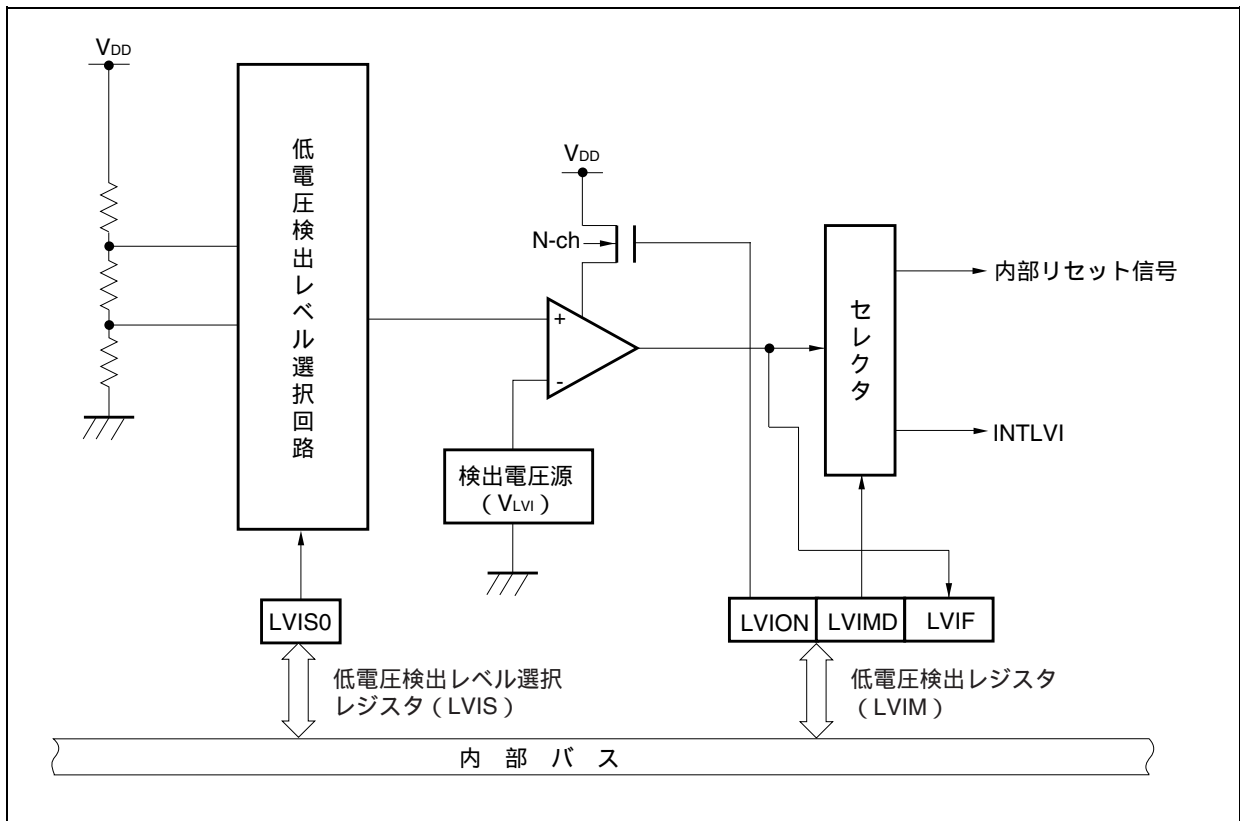 VDD
低電圧検出レベル選択回路
VDD
N-ch
+
-
検出電圧源
（VLVI）
セレクタ
内部リセット信号
INTLVI
LVIS0
LVION
LVIMD
LVIF
低電圧検出レベル選択
レジスタ（LVIS）
低電圧検出レジスタ
（LVIM）
内 部 バ ス